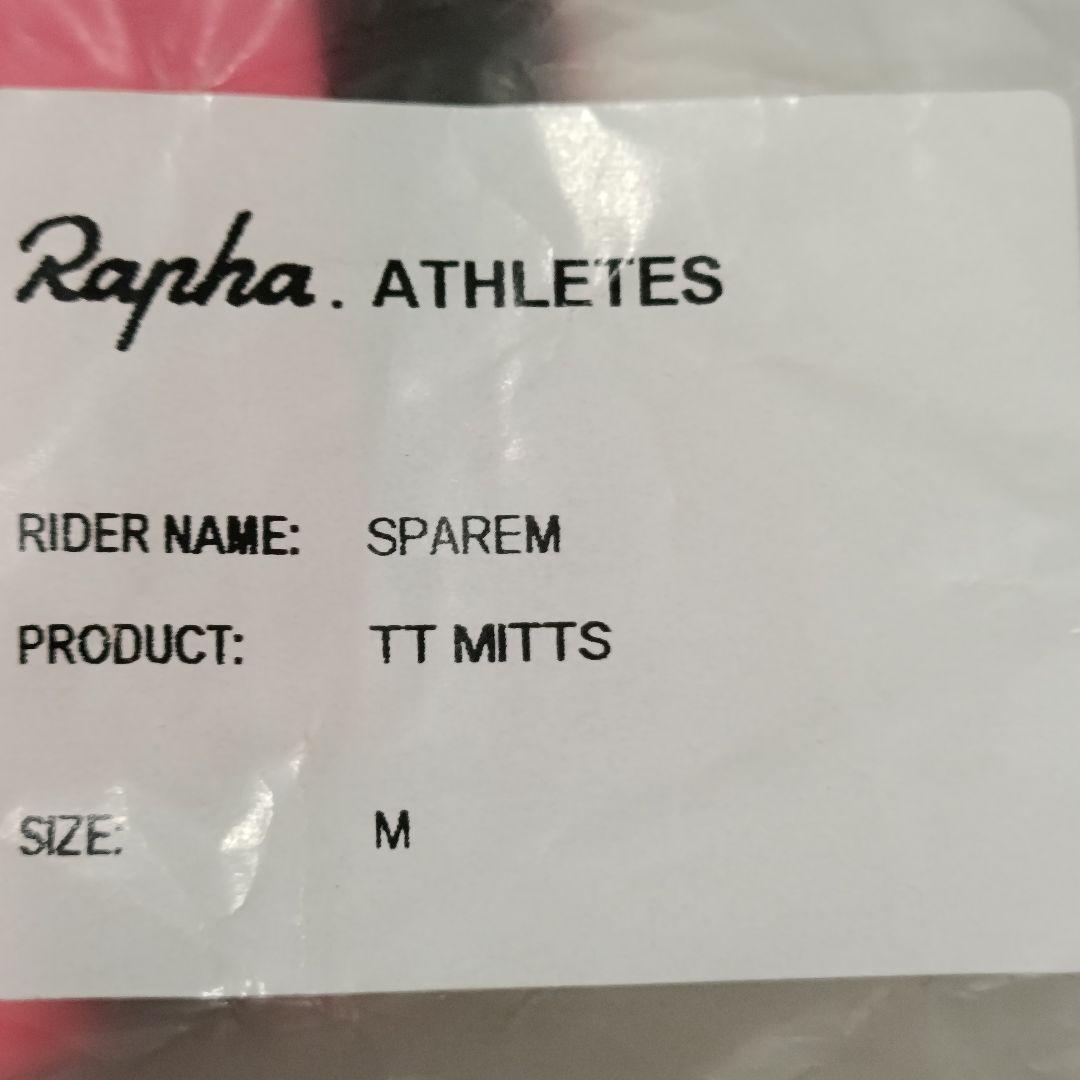 Rapha. ATHLETES
RIDER NAME: SPAREM
PRODUCT: TT MITTS
SIZE: M